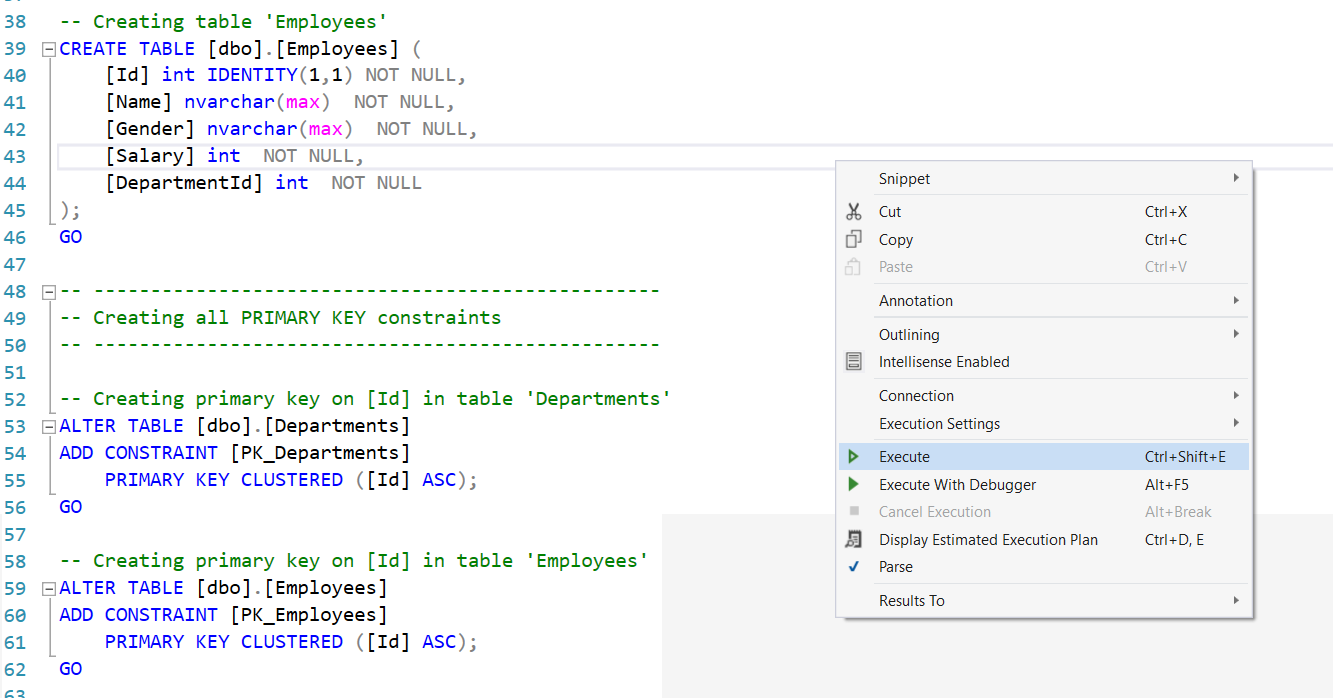 38 -- Creating table 'Employees'
39 CREATE TABLE [dbo].[Employees] (
40 [Id] int IDENTITY(1,1) NOT NULL,
41 [Name] nvarchar(max)  NOT NULL,
42 [Gender] nvarchar(max)  NOT NULL,
43 [Salary] int  NOT NULL,
44 [DepartmentId] int  NOT NULL
45 );
46 GO
47
48 -- --------------------------------------------------
49 -- Creating all PRIMARY KEY constraints
50 -- --------------------------------------------------
51
52 -- Creating primary key on [Id] in table 'Departments'
53 ALTER TABLE [dbo].[Departments]
54 ADD CONSTRAINT [PK_Departments]
55 PRIMARY KEY CLUSTERED ([Id] ASC);
56 GO
57
58 -- Creating primary key on [Id] in table 'Employees'
59 ALTER TABLE [dbo].[Employees]
60 ADD CONSTRAINT [PK_Employees]
61 PRIMARY KEY CLUSTERED ([Id] ASC);
62 GO
63
Snippet
Cut Ctrl+X
Copy Ctrl+C
Paste Ctrl+V
Annotation
Outlining
Intellisense Enabled
Connection
Execution Settings
Execute Ctrl+Shift+E
Execute With Debugger Alt+F5
Cancel Execution Alt+Break
Display Estimated Execution Plan Ctrl+D, E
Parse
Results To